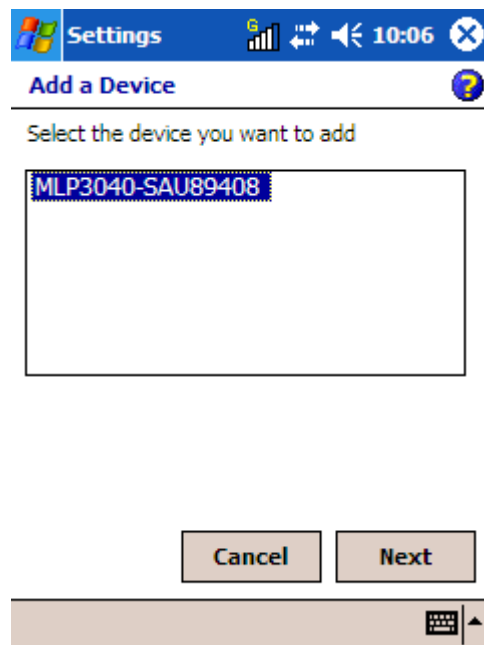 Settings G 10:06
Add a Device ?
Select the device you want to add
MLP3040-SAU89408
Cancel Next